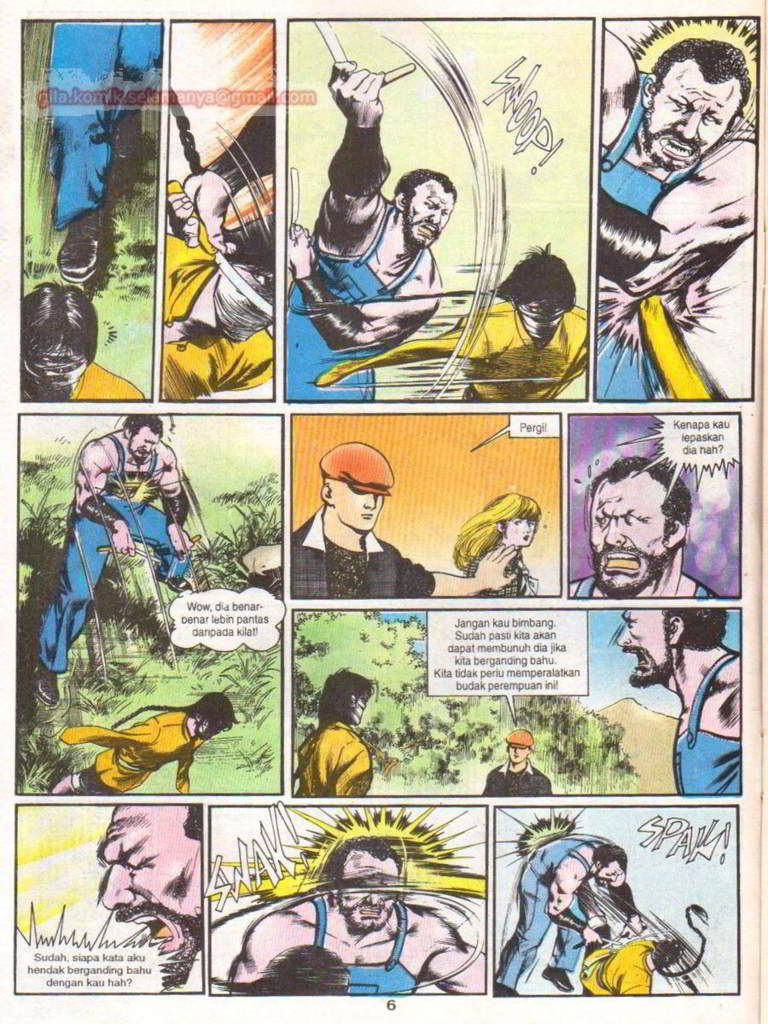 gila.komik.selamanya@gmail.com
SWOOP!
Pergi!
Kenapa kau
lepaskan
dia hah?
Wow, dia benar-
benar lebih pantas
daripada kilat!
Jangan kau bimbang.
Sudah pasti kita akan
dapat membunuh dia jika
kita berganding bahu.
Kita tidak perlu memperalatkan
budak perempuan ini!
Sudah, siapa kata aku
hendak berganding bahu
dengan kau hah?
SWAK!
SPAK!
6